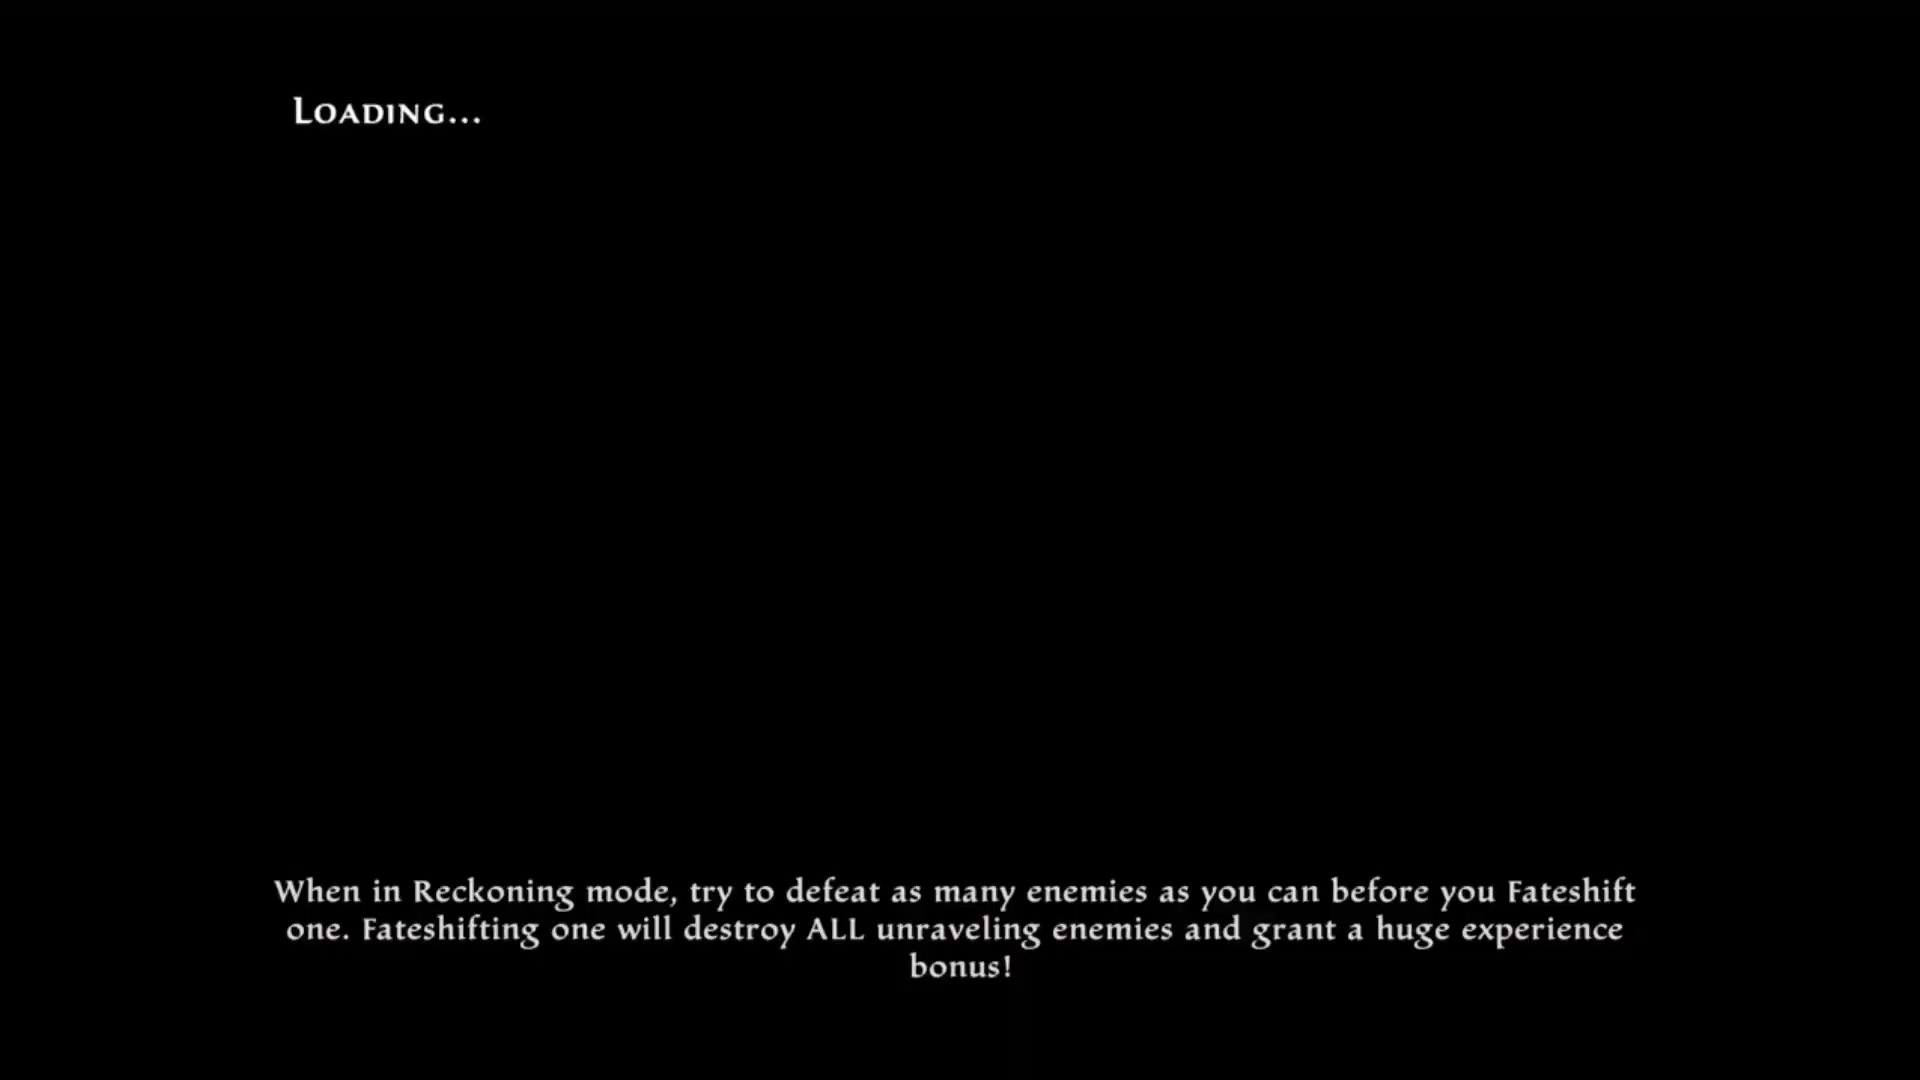 Loading...
When in Reckoning mode, try to defeat as many enemies as you can before you Fateshift
one. Fateshifting one will destroy ALL unraveling enemies and grant a huge experience
bonus!